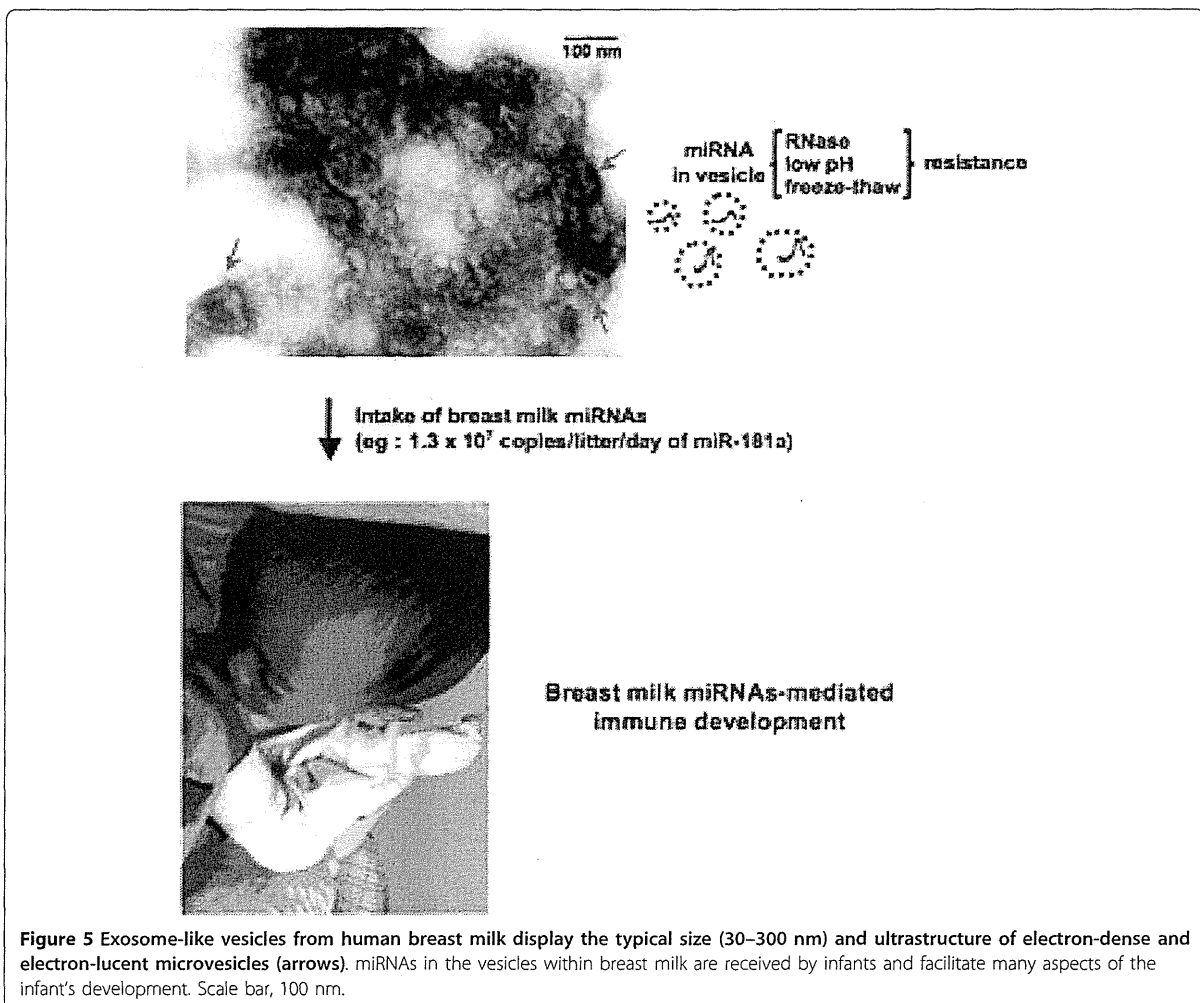 100 nm
miRNA
in vesicle
RNase
low pH
freeze-thaw
resistance
Intake of breast milk miRNAs
(eg : 1.3 x 10⁷ copies/litter/day of miR-181a)
Breast milk miRNAs-mediated
immune development
Figure 5 Exosome-like vesicles from human breast milk display the typical size (30–300 nm) and ultrastructure of electron-dense and
electron-lucent microvesicles (arrows). miRNAs in the vesicles within breast milk are received by infants and facilitate many aspects of the
infant's development. Scale bar, 100 nm.